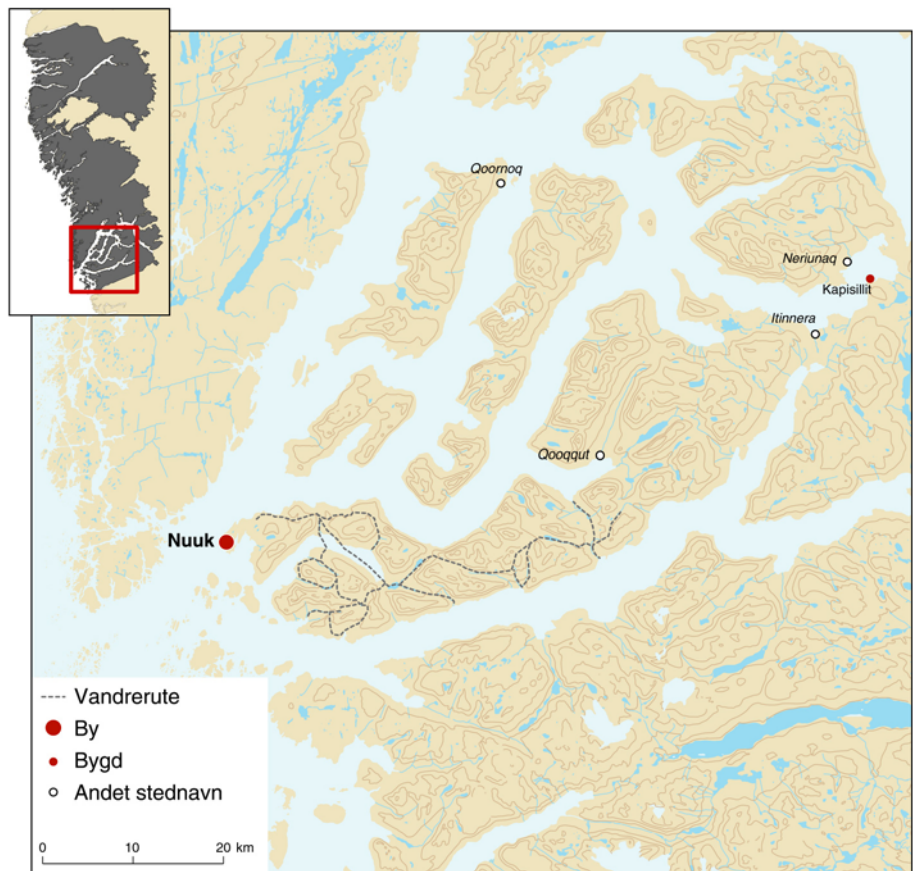 Qoornoq
Neriunaq
Kapisillit
Itinnera
Qooqqut
Nuuk
Vandrerute
By
Bygd
Andet stednavn
0 10 20 km